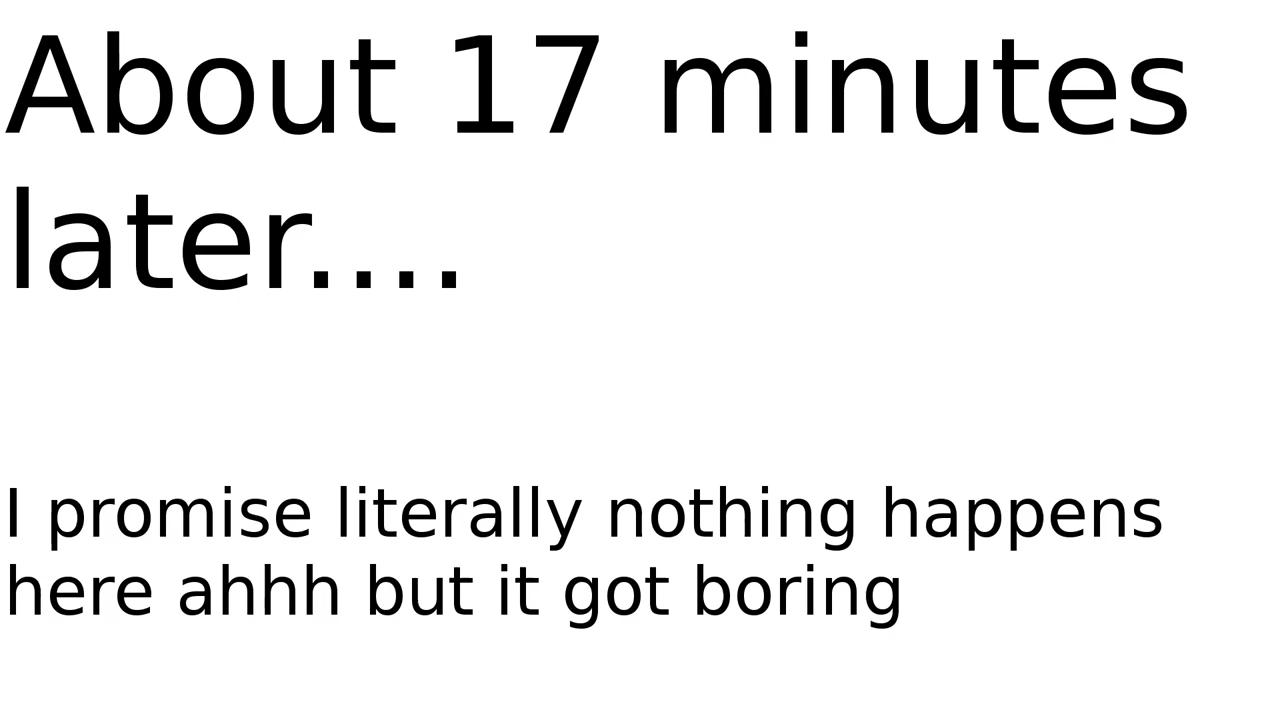 About 17 minutes
later....
I promise literally nothing happens
here ahhh but it got boring